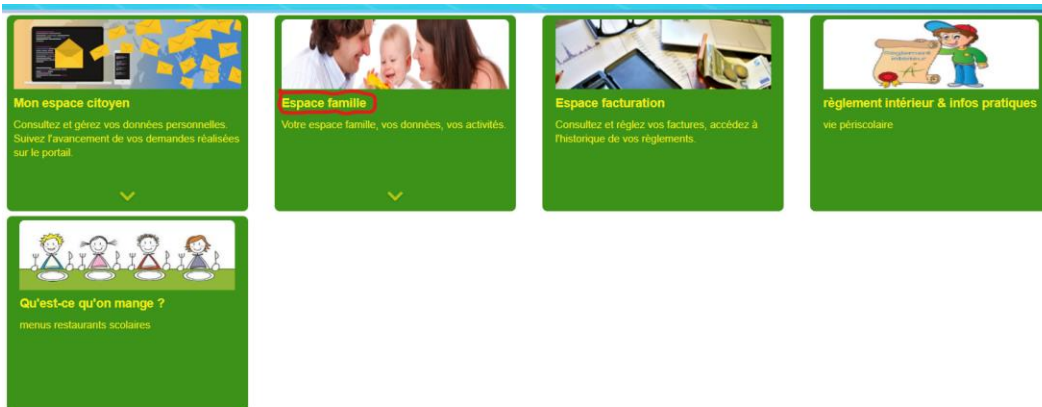 Mon espace citoyen
Consultez et gérez vos données personnelles.
Suivez l'avancement de vos demandes réalisées
sur le portail.
Espace famille
Votre espace famille, vos données, vos activités.
Espace facturation
Consultez et réglez vos factures, accédez à
l'historique de vos règlements.
règlement intérieur & infos pratiques
vie périscolaire
Qu'est-ce qu'on mange ?
menus restaurants scolaires